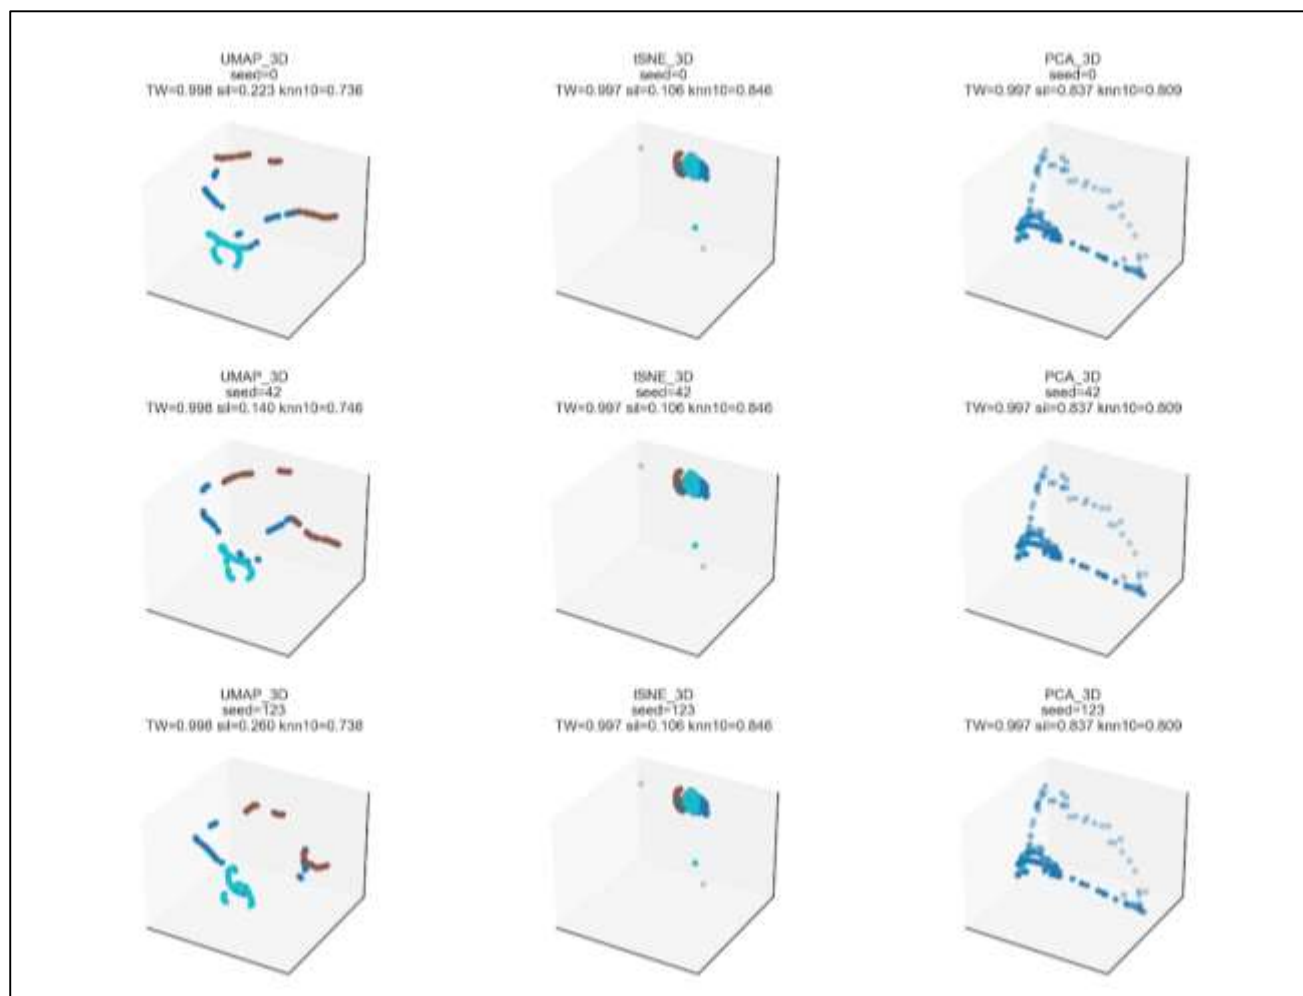 UMAP_3D
seed=0
TW=0.998 sil=0.223 knn10=0.736
tSNE_3D
seed=0
TW=0.997 sil=0.106 knn10=0.846
PCA_3D
seed=0
TW=0.997 sil=0.837 knn10=0.809
UMAP_3D
seed=42
TW=0.998 sil=0.140 knn10=0.746
tSNE_3D
seed=42
TW=0.997 sil=0.106 knn10=0.846
PCA_3D
seed=42
TW=0.997 sil=0.837 knn10=0.809
UMAP_3D
seed=123
TW=0.998 sil=0.260 knn10=0.738
tSNE_3D
seed=123
TW=0.997 sil=0.106 knn10=0.846
PCA_3D
seed=123
TW=0.997 sil=0.837 knn10=0.809